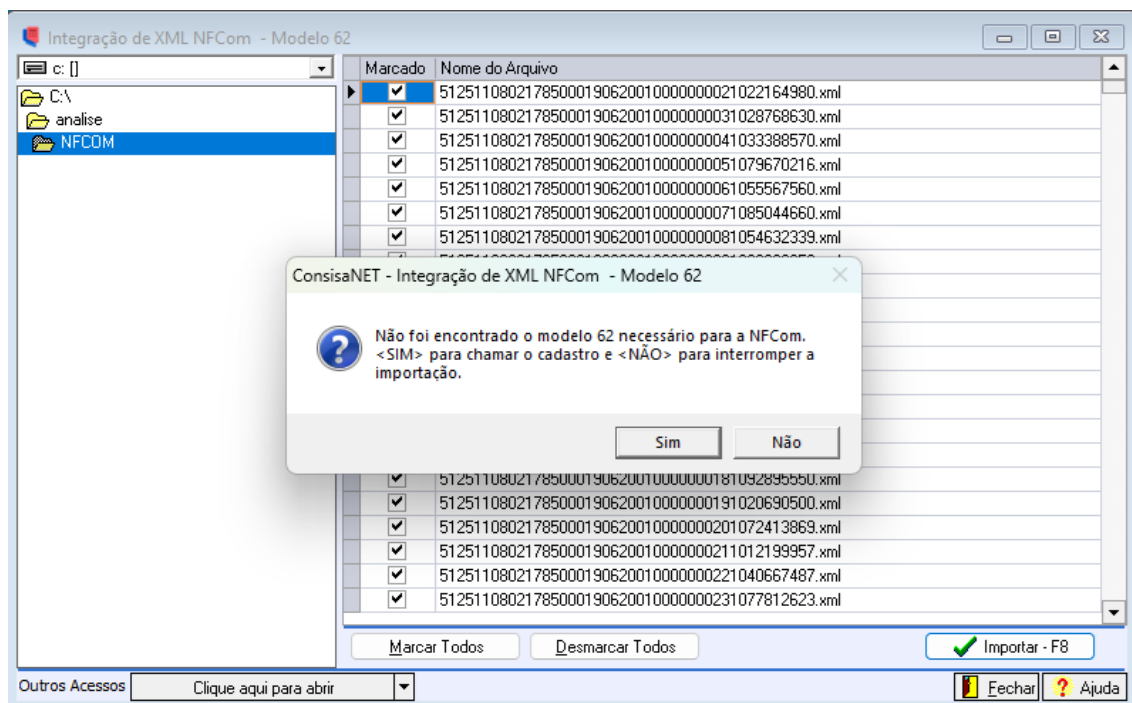 Integração de XML NFCom - Modelo 62
c: []
Marcado Nome do Arquivo
C:\
analise
NFCOM
51251108021785000190620010000000021022164980.xml
51251108021785000190620010000000031028768630.xml
51251108021785000190620010000000041033388570.xml
51251108021785000190620010000000051079670216.xml
51251108021785000190620010000000061055567560.xml
51251108021785000190620010000000071085044660.xml
51251108021785000190620010000000081054632339.xml
ConsisaNET - Integração de XML NFCom - Modelo 62
Não foi encontrado o modelo 62 necessário para a NFCom.
<SIM> para chamar o cadastro e <NÃO> para interromper a
importação.
Sim Não
51251108021785000190620010000000181092895550.xml
51251108021785000190620010000000191020690500.xml
51251108021785000190620010000000201072413869.xml
51251108021785000190620010000000211012199957.xml
51251108021785000190620010000000221040667487.xml
51251108021785000190620010000000231077812623.xml
Marcar Todos Desmarcar Todos Importar - F8
Outros Acessos Clique aqui para abrir Fechar Ajuda